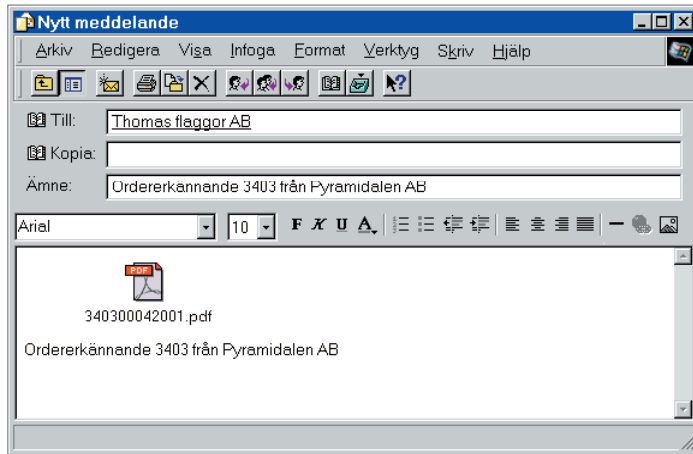 Nytt meddelande
Arkiv Redigera Visa Infoga Format Verktyg Skriv Hjälp
Till: Thomas flaggor AB
Kopia:
Ämne: Ordererkännande 3403 från Pyramidalen AB
Arial 10 F K U A
PDF
340300042001.pdf
Ordererkännande 3403 från Pyramidalen AB